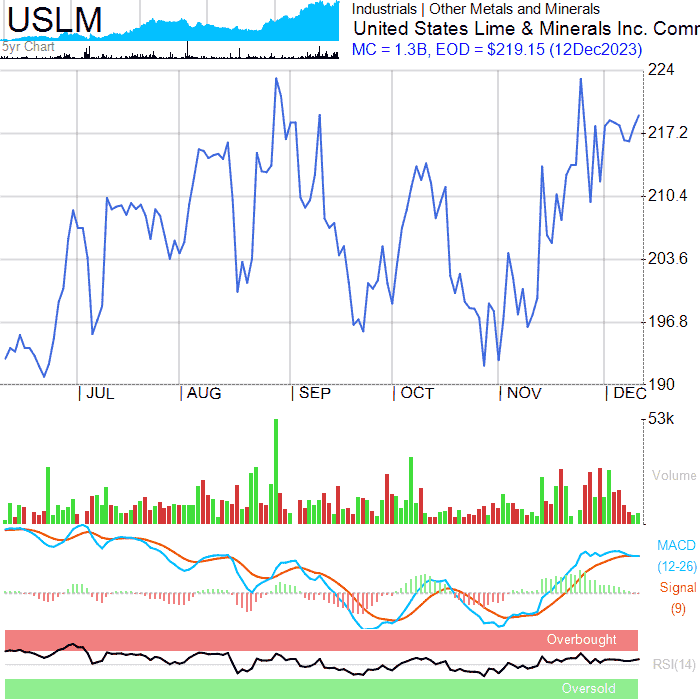 USLM
5yr Chart
Industrials | Other Metals and Minerals
United States Lime & Minerals Inc. Comm
MC = 1.3B, EOD = $219.15 (12Dec2023)
224
217.2
210.4
203.6
196.8
190
JUL
AUG
SEP
OCT
NOV
DEC
53k
Volume
MACD
(12-26)
Signal
(9)
Overbought
RSI(14)
Oversold